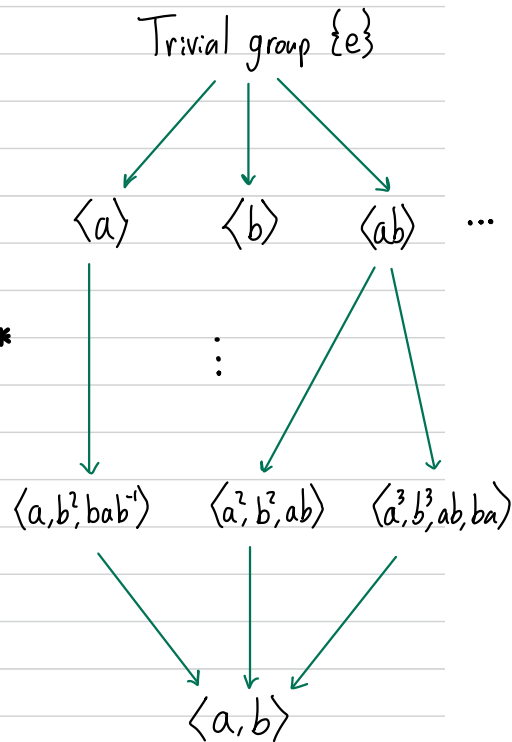 Trivial group {e}
⟨a⟩ ⟨b⟩ ⟨ab⟩ ...
* ⋮
⟨a,b²,bab⁻¹⟩ ⟨a²,b²,ab⟩ ⟨a³,b³,ab,ba⟩
⟨a,b⟩